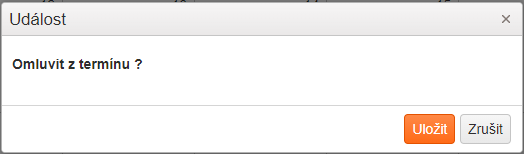 Událost ×
Omluvit z termínu ?
Uložit Zrušit